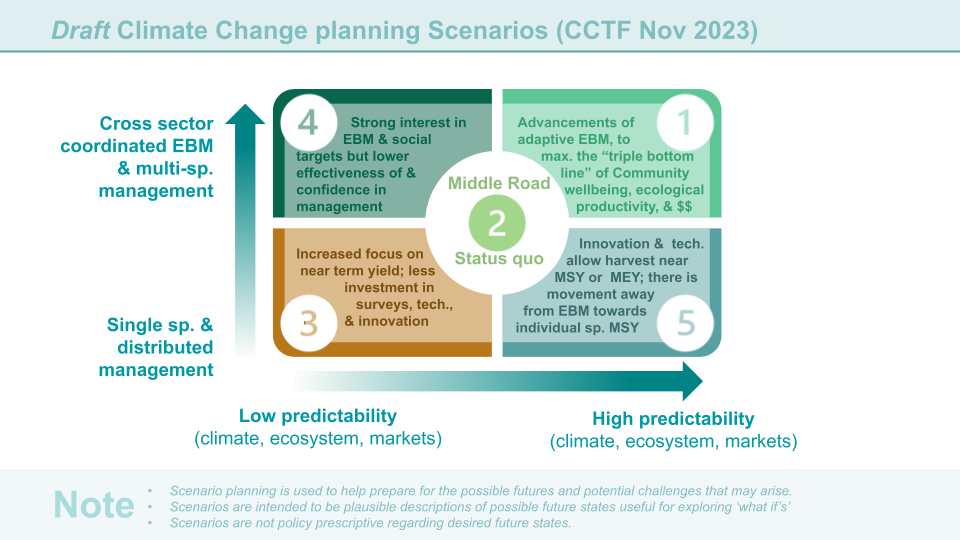 Draft Climate Change planning Scenarios (CCTF Nov 2023)
Cross sector
coordinated EBM
& multi-sp.
management
Single sp. &
distributed
management
4
Strong interest in
EBM & social
targets but lower
effectiveness of &
confidence in
management
1
Advancements of
adaptive EBM, to
max. the “triple bottom
line” of Community
wellbeing, ecological
productivity, & $$
Middle Road
2
Status quo
Increased focus on
near term yield; less
investment in
surveys, tech.,
& innovation
3
Innovation & tech.
allow harvest near
MSY or MEY; there is
movement away
from EBM towards
individual sp. MSY
5
Low predictability
(climate, ecosystem, markets)
High predictability
(climate, ecosystem, markets)
Note
• Scenario planning is used to help prepare for the possible futures and potential challenges that may arise.
• Scenarios are intended to be plausible descriptions of possible future states useful for exploring ‘what if’s’
• Scenarios are not policy prescriptive regarding desired future states.